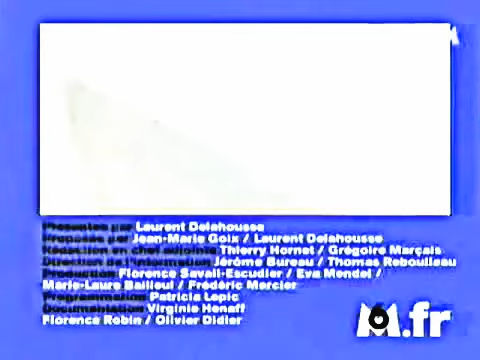 Présentés par Laurent Delahousse
Proposés par Jean-Marie Goix / Laurent Delahousse
Rédaction en chef adjointe Thierry Hornet / Grégoire Marçais
Direction de l'information Jérôme Bureau / Thomas Reboulleau
Production Florence Savall-Escudier / Eva Mendel /
Marie-Laure Bailleul / Frédéric Mercier
Programmation Patricia Lepic
Documentation Virginie Henaff
Florence Robin / Olivier Didier
M6.fr